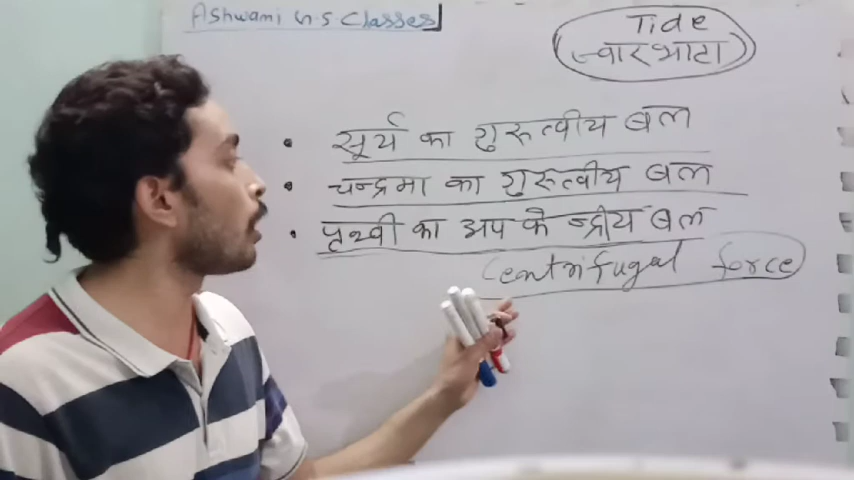 Ashwani G.S Classes
Tide
ज्वारभाटा
• सूर्य का गुरुत्वीय बल
• चन्द्रमा का गुरुत्वीय बल
• पृथ्वी का अपकेन्द्रीय बल
Centrifugal force